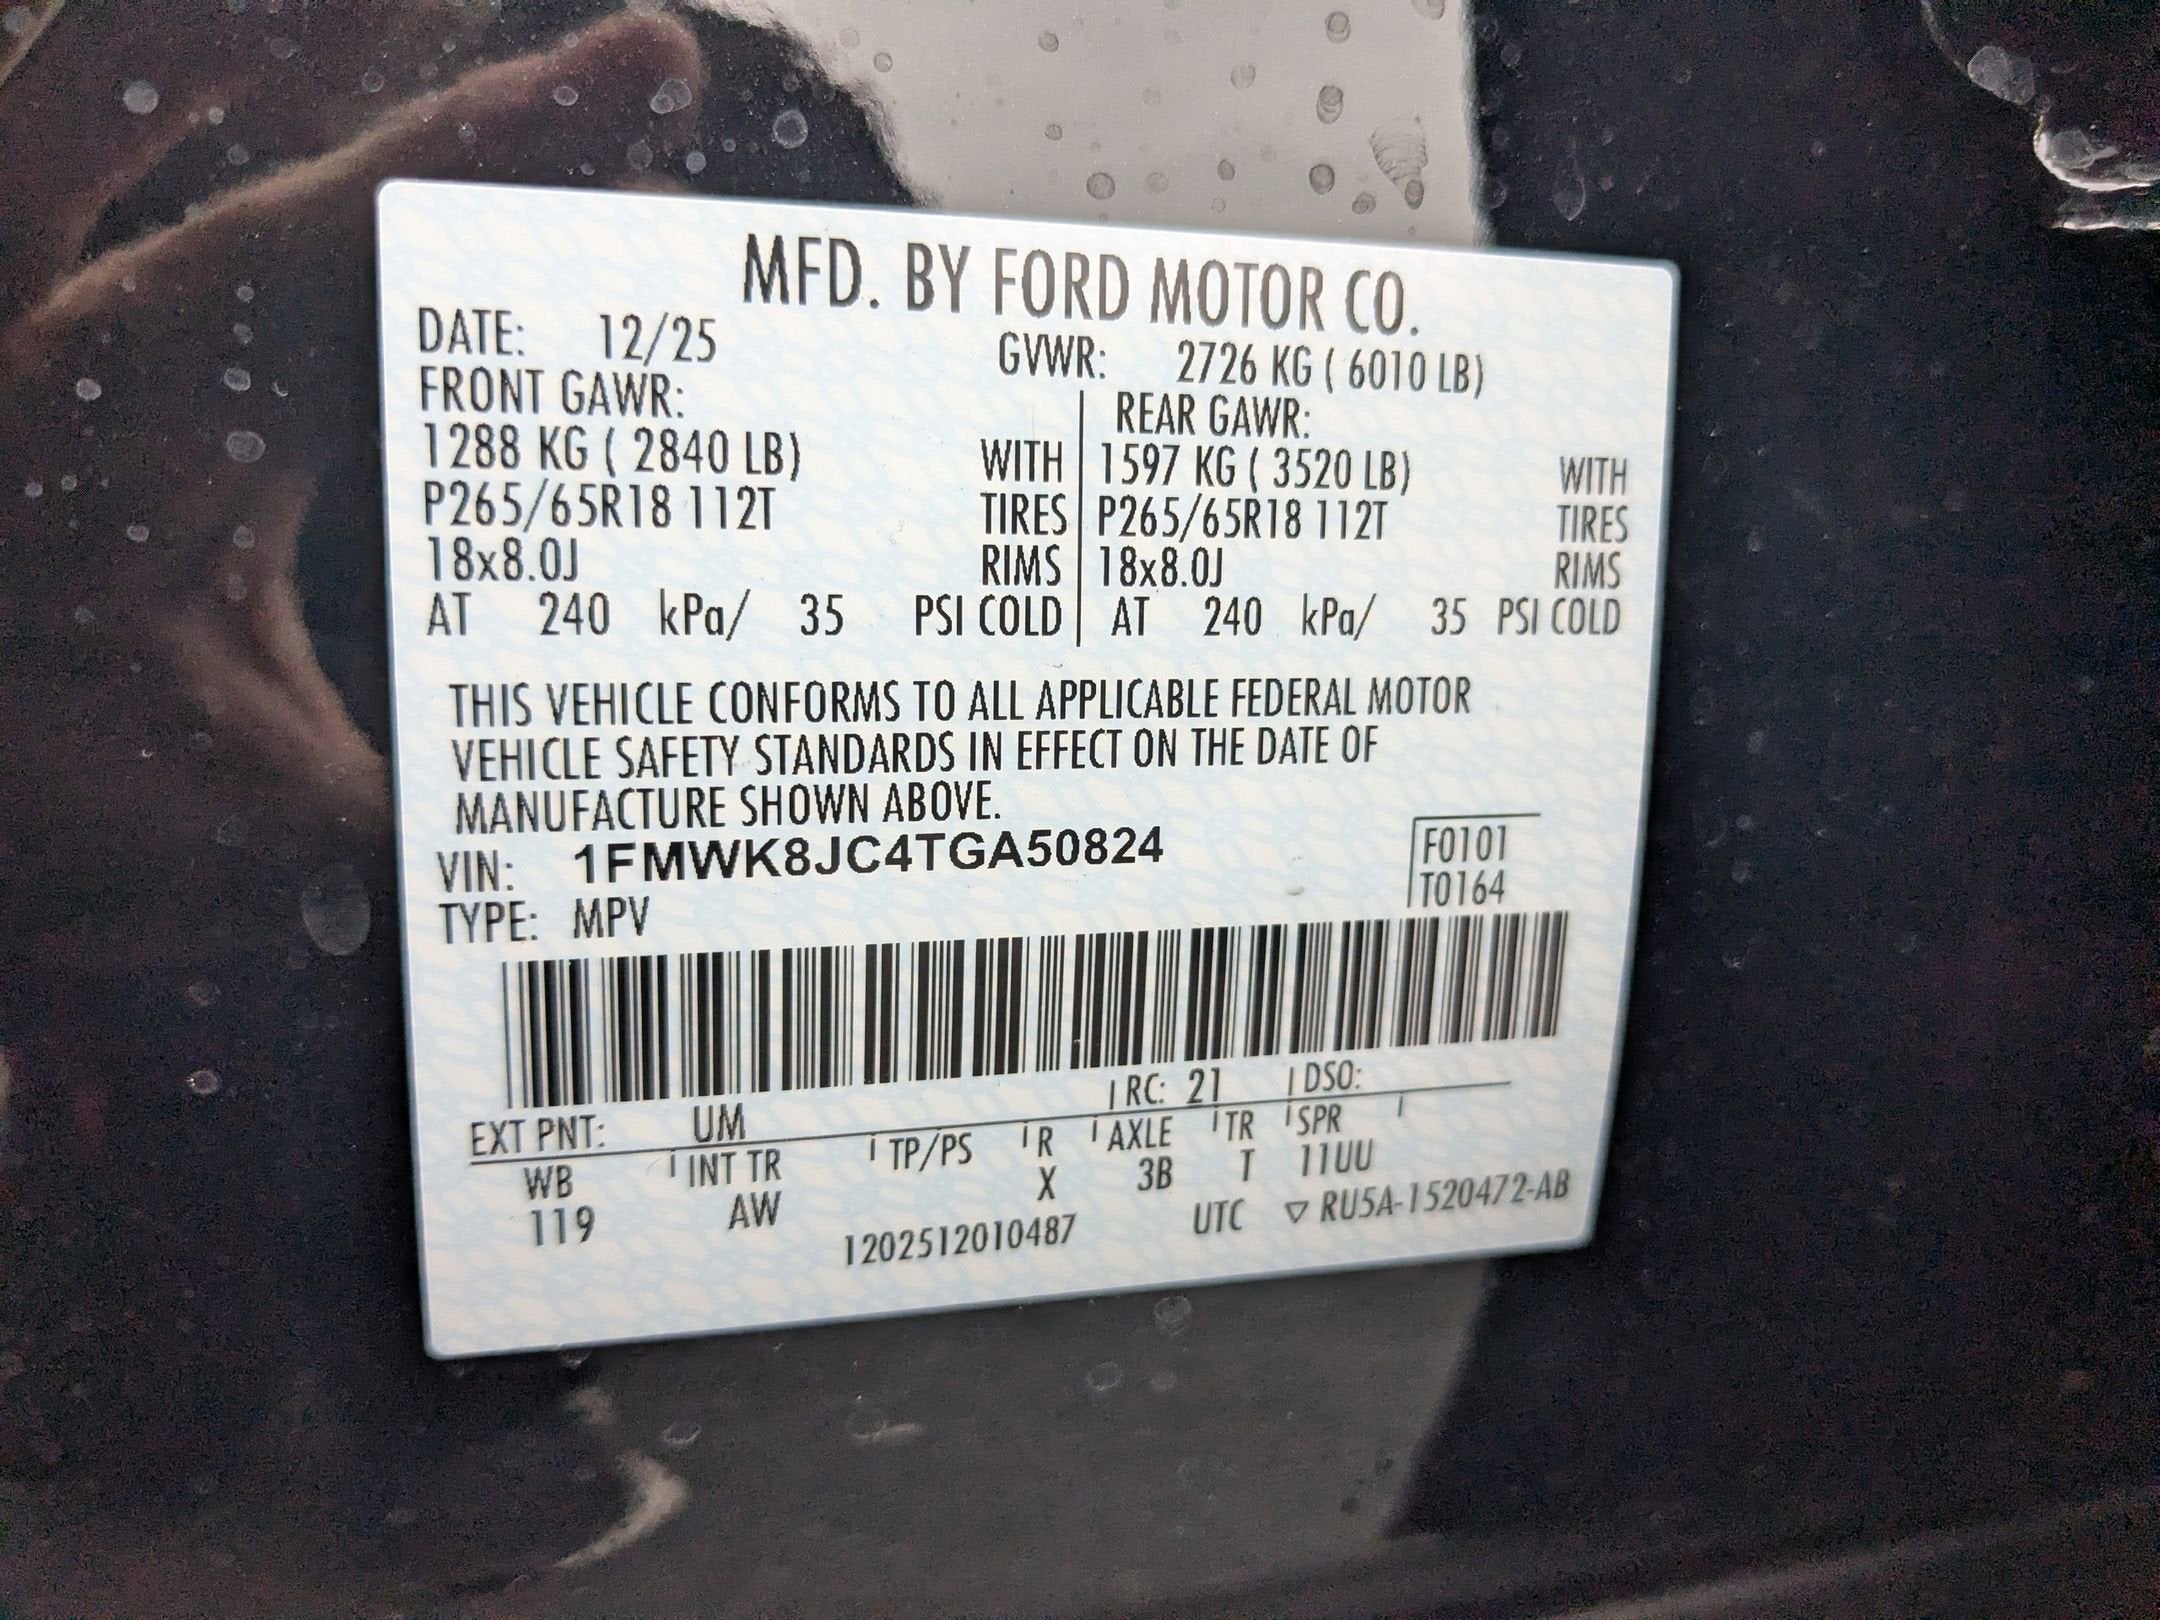 MFD. BY FORD MOTOR CO.
DATE: 12/25 GVWR: 2726 KG ( 6010 LB)
FRONT GAWR: REAR GAWR:
1288 KG ( 2840 LB) WITH 1597 KG ( 3520 LB) WITH
P265/65R18 112T TIRES P265/65R18 112T TIRES
18x8.0J RIMS 18x8.0J RIMS
AT 240 kPa/ 35 PSI COLD AT 240 kPa/ 35 PSI COLD
THIS VEHICLE CONFORMS TO ALL APPLICABLE FEDERAL MOTOR
VEHICLE SAFETY STANDARDS IN EFFECT ON THE DATE OF
MANUFACTURE SHOWN ABOVE.
VIN: 1FMWK8JC4TGA50824 F0101
TYPE: MPV T0164
EXT PNT: UM RC: 21 DSO:
WB INT TR TP/PS R AXLE TR SPR
119 AW X 3B T 11UU
1202512010487 UTC ▽ RU5A-1520472-AB